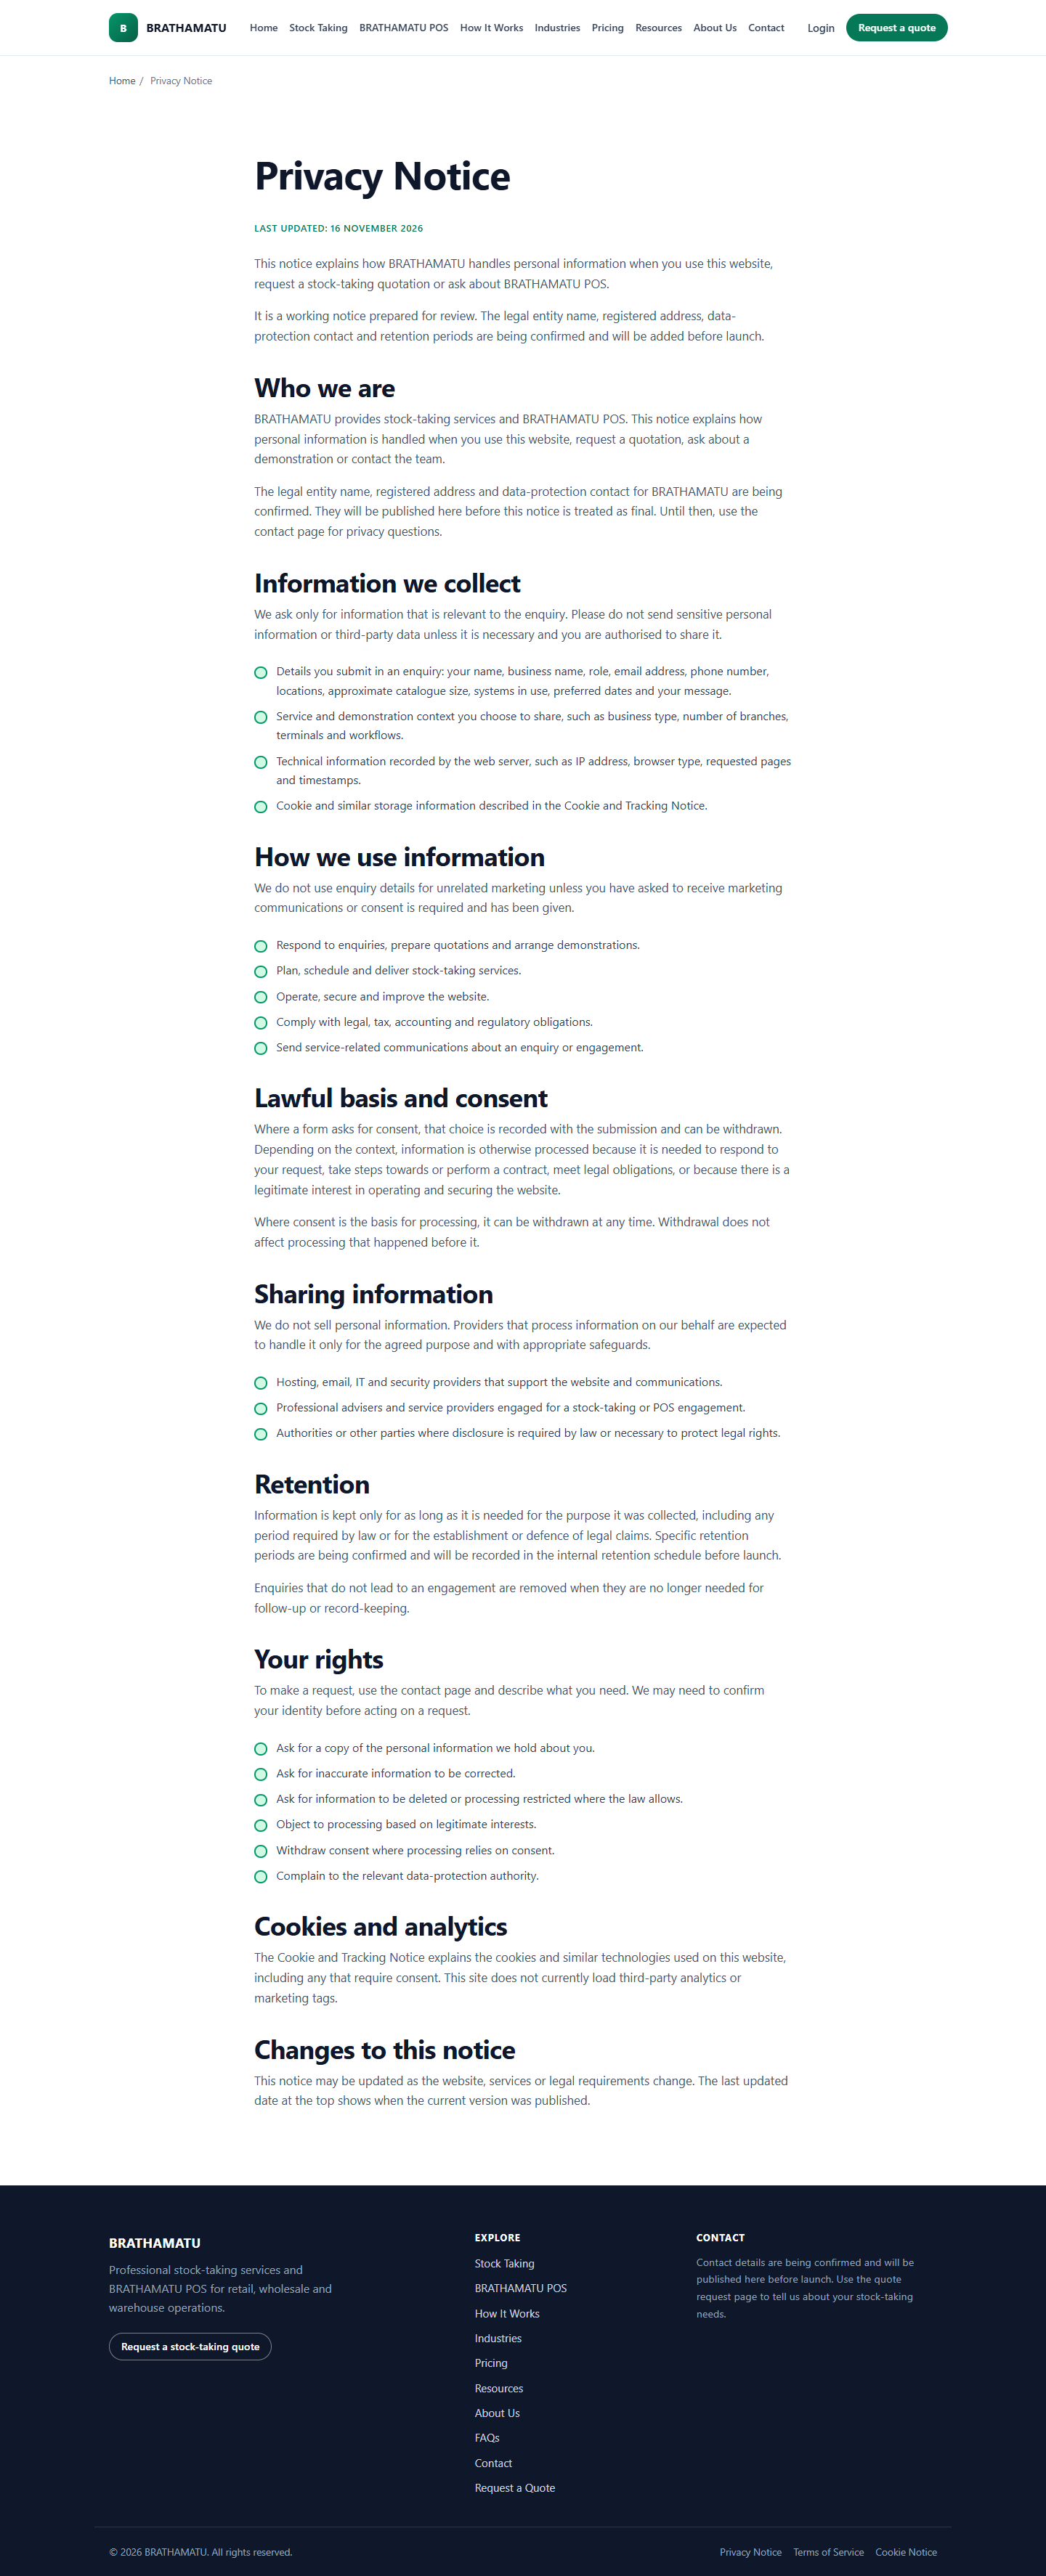 B BRATHAMATU Home Stock Taking BRATHAMATU POS How It Works Industries Pricing Resources About Us Contact Login Request a quote
Home / Privacy Notice
Privacy Notice
LAST UPDATED: 16 NOVEMBER 2026
This notice explains how BRATHAMATU handles personal information when you use this website,
request a stock-taking quotation or ask about BRATHAMATU POS.
It is a working notice prepared for review. The legal entity name, registered address, data-
protection contact and retention periods are being confirmed and will be added before launch.
Who we are
BRATHAMATU provides stock-taking services and BRATHAMATU POS. This notice explains how
personal information is handled when you use this website, request a quotation, ask about a
demonstration or contact the team.
The legal entity name, registered address and data-protection contact for BRATHAMATU are being
confirmed. They will be published here before this notice is treated as final. Until then, use the
contact page for privacy questions.
Information we collect
We ask only for information that is relevant to the enquiry. Please do not send sensitive personal
information or third-party data unless it is necessary and you are authorised to share it.
Details you submit in an enquiry: your name, business name, role, email address, phone number,
locations, approximate catalogue size, systems in use, preferred dates and your message.
Service and demonstration context you choose to share, such as business type, number of branches,
terminals and workflows.
Technical information recorded by the web server, such as IP address, browser type, requested pages
and timestamps.
Cookie and similar storage information described in the Cookie and Tracking Notice.
How we use information
We do not use enquiry details for unrelated marketing unless you have asked to receive marketing
communications or consent is required and has been given.
Respond to enquiries, prepare quotations and arrange demonstrations.
Plan, schedule and deliver stock-taking services.
Operate, secure and improve the website.
Comply with legal, tax, accounting and regulatory obligations.
Send service-related communications about an enquiry or engagement.
Lawful basis and consent
Where a form asks for consent, that choice is recorded with the submission and can be withdrawn.
Depending on the context, information is otherwise processed because it is needed to respond to
your request, take steps towards or perform a contract, meet legal obligations, or because there is a
legitimate interest in operating and securing the website.
Where consent is the basis for processing, it can be withdrawn at any time. Withdrawal does not
affect processing that happened before it.
Sharing information
We do not sell personal information. Providers that process information on our behalf are expected
to handle it only for the agreed purpose and with appropriate safeguards.
Hosting, email, IT and security providers that support the website and communications.
Professional advisers and service providers engaged for a stock-taking or POS engagement.
Authorities or other parties where disclosure is required by law or necessary to protect legal rights.
Retention
Information is kept only for as long as it is needed for the purpose it was collected, including any
period required by law or for the establishment or defence of legal claims. Specific retention
periods are being confirmed and will be recorded in the internal retention schedule before launch.
Enquiries that do not lead to an engagement are removed when they are no longer needed for
follow-up or record-keeping.
Your rights
To make a request, use the contact page and describe what you need. We may need to confirm
your identity before acting on a request.
Ask for a copy of the personal information we hold about you.
Ask for inaccurate information to be corrected.
Ask for information to be deleted or processing restricted where the law allows.
Object to processing based on legitimate interests.
Withdraw consent where processing relies on consent.
Complain to the relevant data-protection authority.
Cookies and analytics
The Cookie and Tracking Notice explains the cookies and similar technologies used on this website,
including any that require consent. This site does not currently load third-party analytics or
marketing tags.
Changes to this notice
This notice may be updated as the website, services or legal requirements change. The last updated
date at the top shows when the current version was published.
BRATHAMATU
Professional stock-taking services and
BRATHAMATU POS for retail, wholesale and
warehouse operations.
Request a stock-taking quote
EXPLORE
Stock Taking
BRATHAMATU POS
How It Works
Industries
Pricing
Resources
About Us
FAQs
Contact
Request a Quote
CONTACT
Contact details are being confirmed and will be
published here before launch. Use the quote
request page to tell us about your stock-taking
needs.
© 2026 BRATHAMATU. All rights reserved.
Privacy Notice Terms of Service Cookie Notice